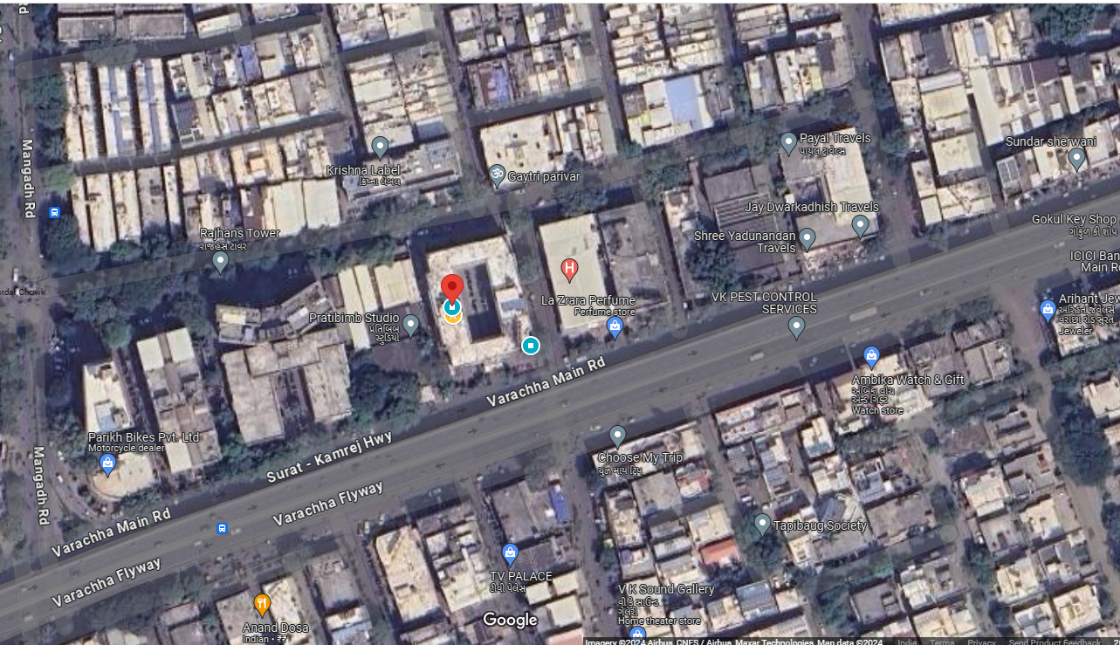 Mangadh Rd
Krishna Label
Gaytri parivar
Payal Travels
Sundar sherwani
Rajhans Tower
Jay Dwarkadhish Travels
Shree Yadunandan
Travels
Gokul Key Shop
ICICI Ban
Main R
La Zrara Perfume
Perfume store
VK PEST CONTROL
SERVICES
Pratibimb Studio
પ્રતિબિંબ
સ્ટુડિયો
Arihant Jew
Jeweler
Varachha Main Rd
Ambika Watch & Gift
Watch store
Parikh Bikes Pvt. Ltd
Motorcycle dealer
Surat - Kamrej Hwy
Choose My Trip
Mangadh Rd
Varachha Flyway
Varachha Main Rd
Tapibaug Society
Varachha Flyway
TV PALACE
ટીવી પેલેસ
V K Sound Gallery
Home theater store
Anand Dosa
Indian • ₹₹
Google
Imagery ©2024 Airbus, CNES / Airbus, Maxar Technologies, Map data ©2024 India Terms Privacy Send Product Feedback